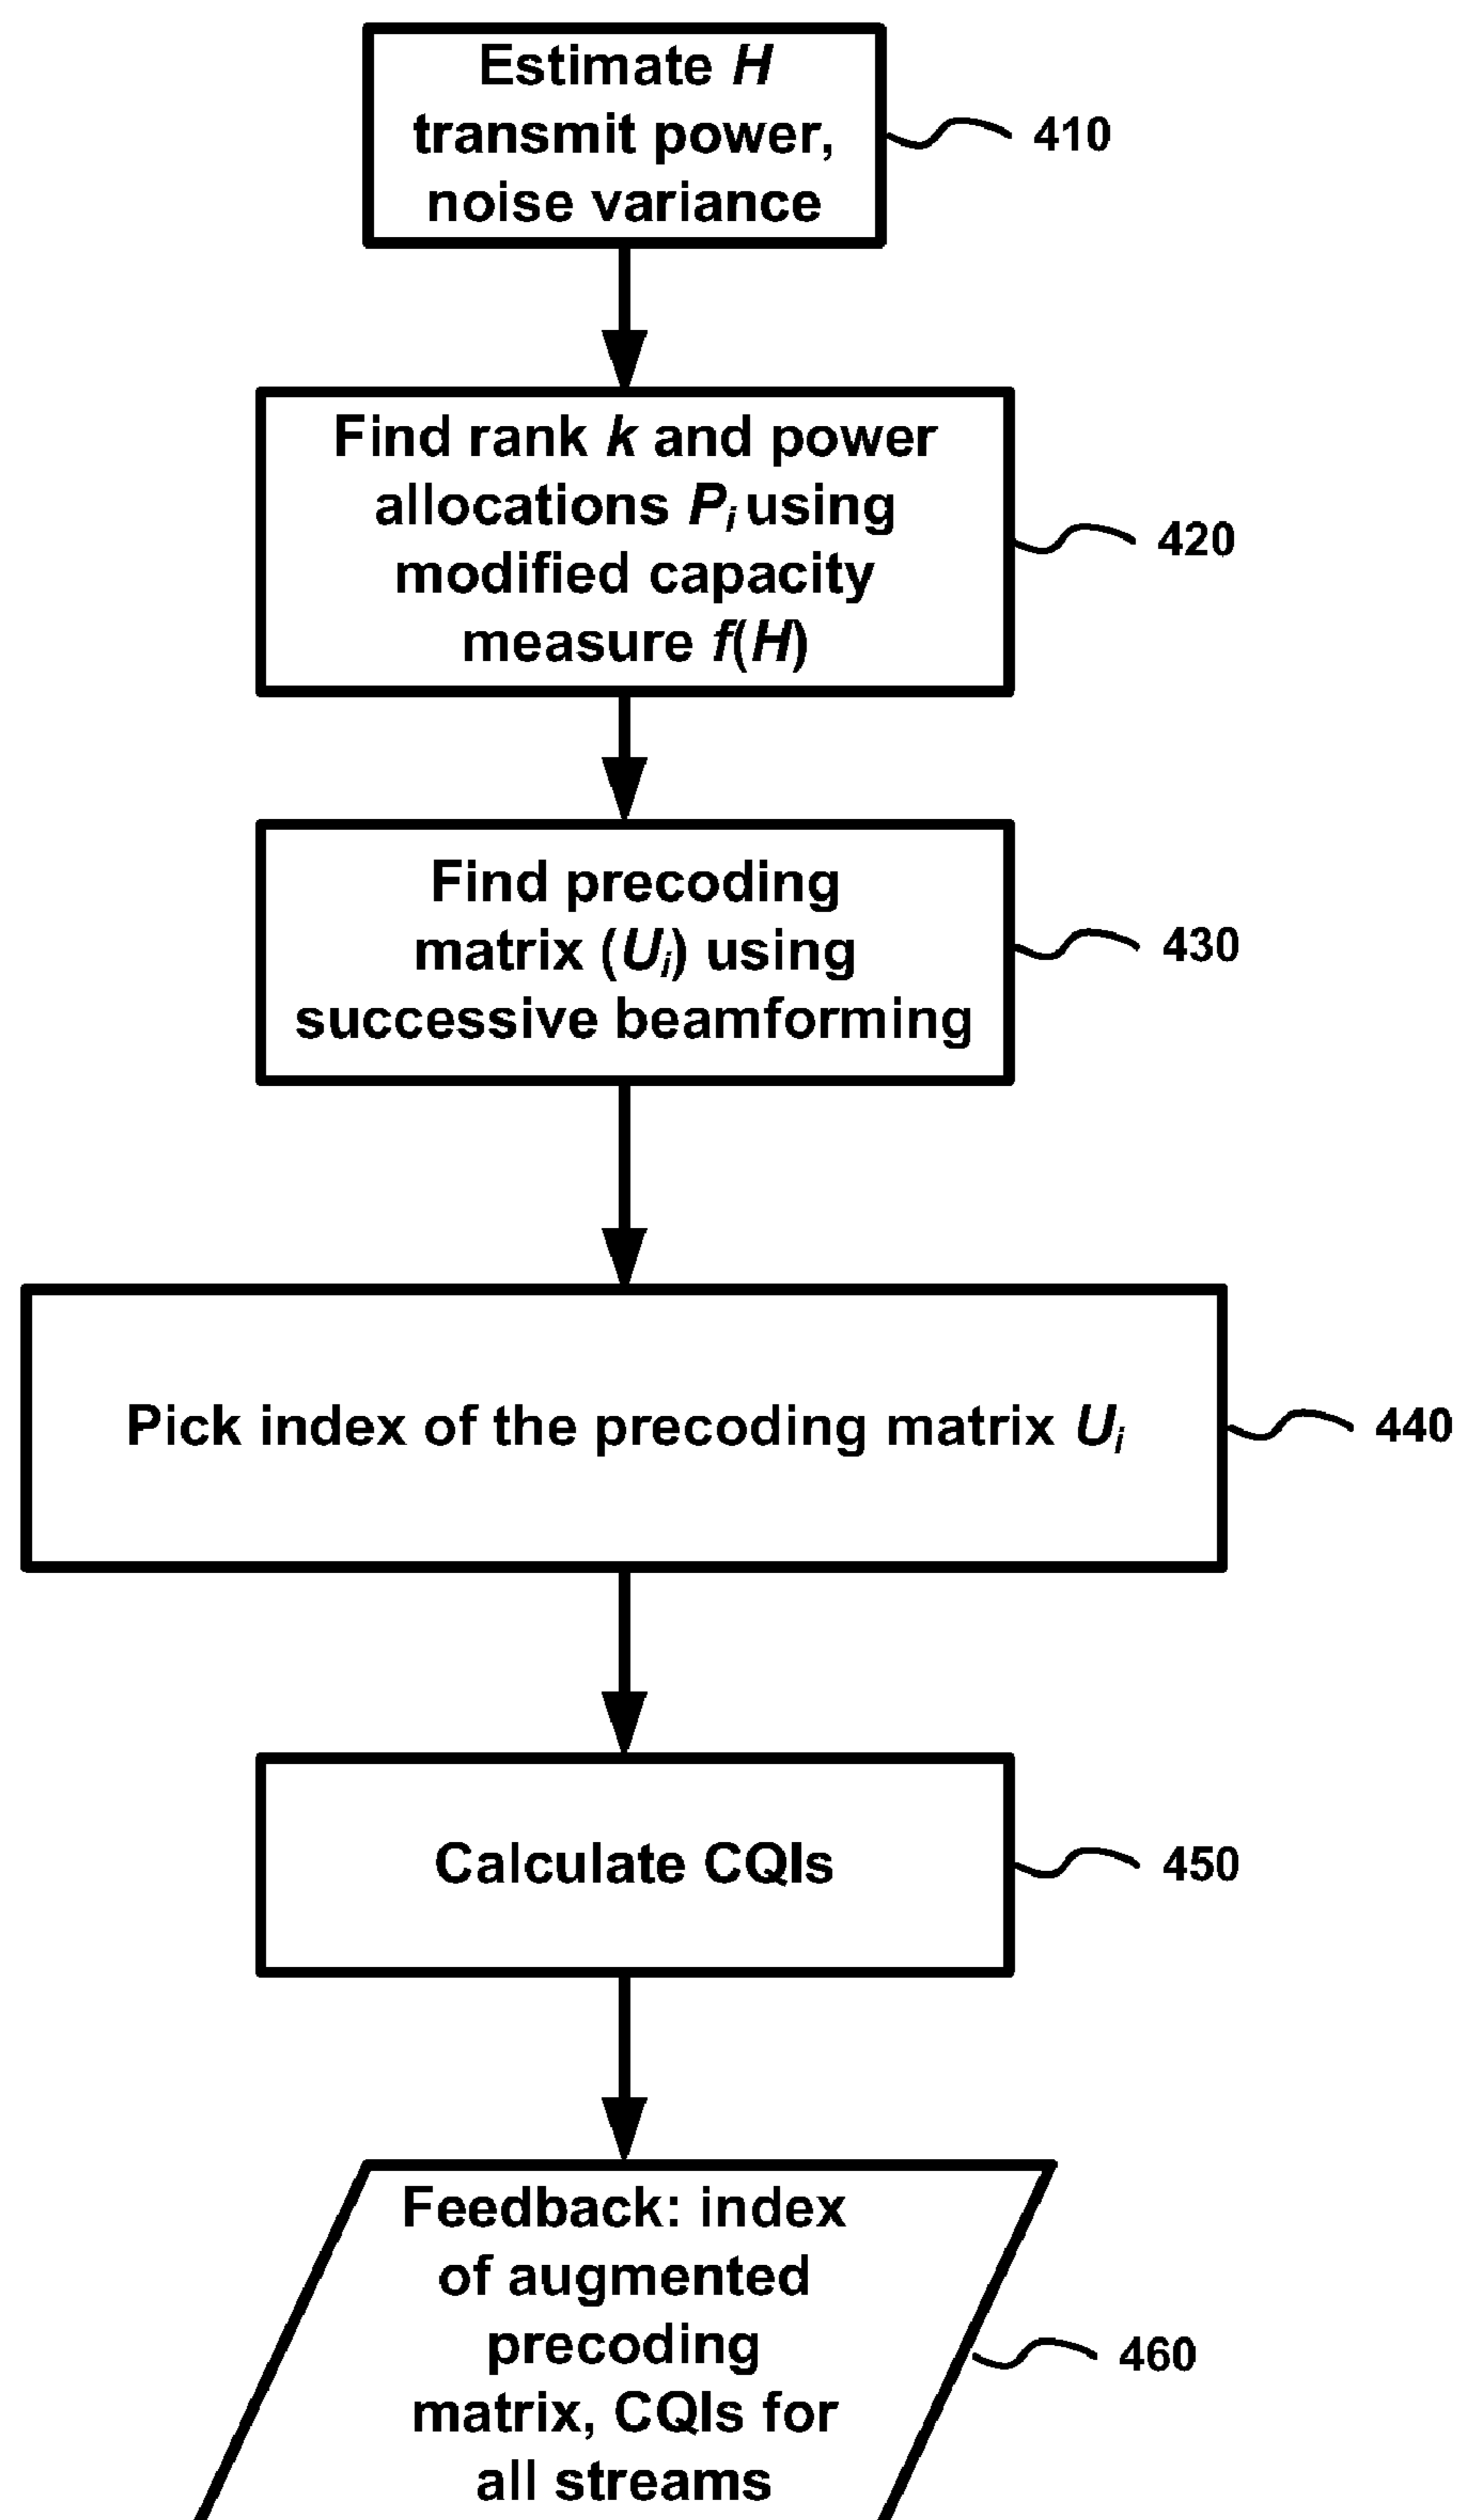 Estimate H
transmit power,
noise variance
410
Find rank k and power
allocations Pi using
modified capacity
measure f(H)
420
Find precoding
matrix (Ui) using
successive beamforming
430
Pick index of the precoding matrix Ui
440
Calculate CQIs
450
Feedback: index
of augmented
precoding
matrix, CQIs for
all streams
460